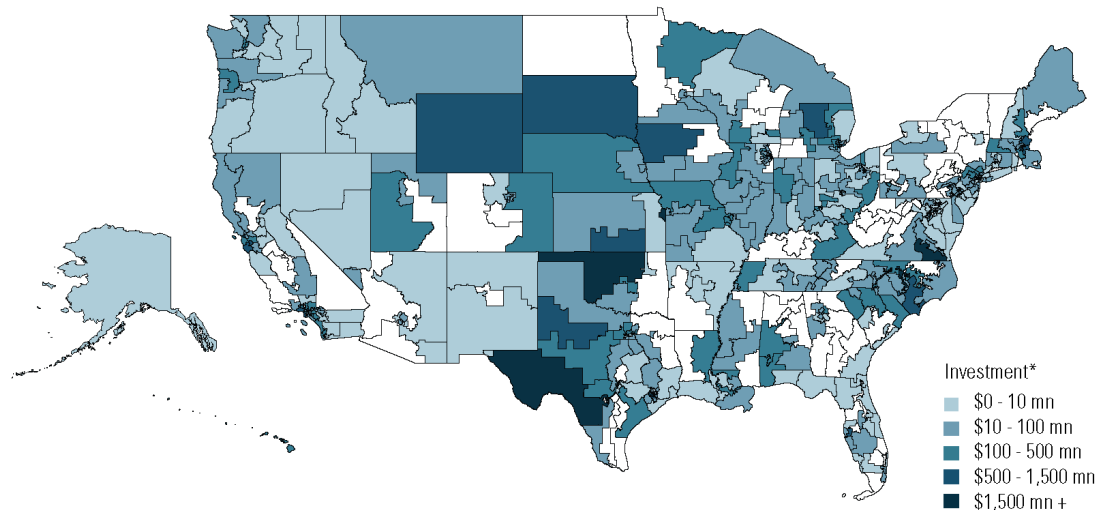 Investment*
$0 - 10 mn
$10 - 100 mn
$100 - 500 mn
$500 - 1,500 mn
$1,500 mn +